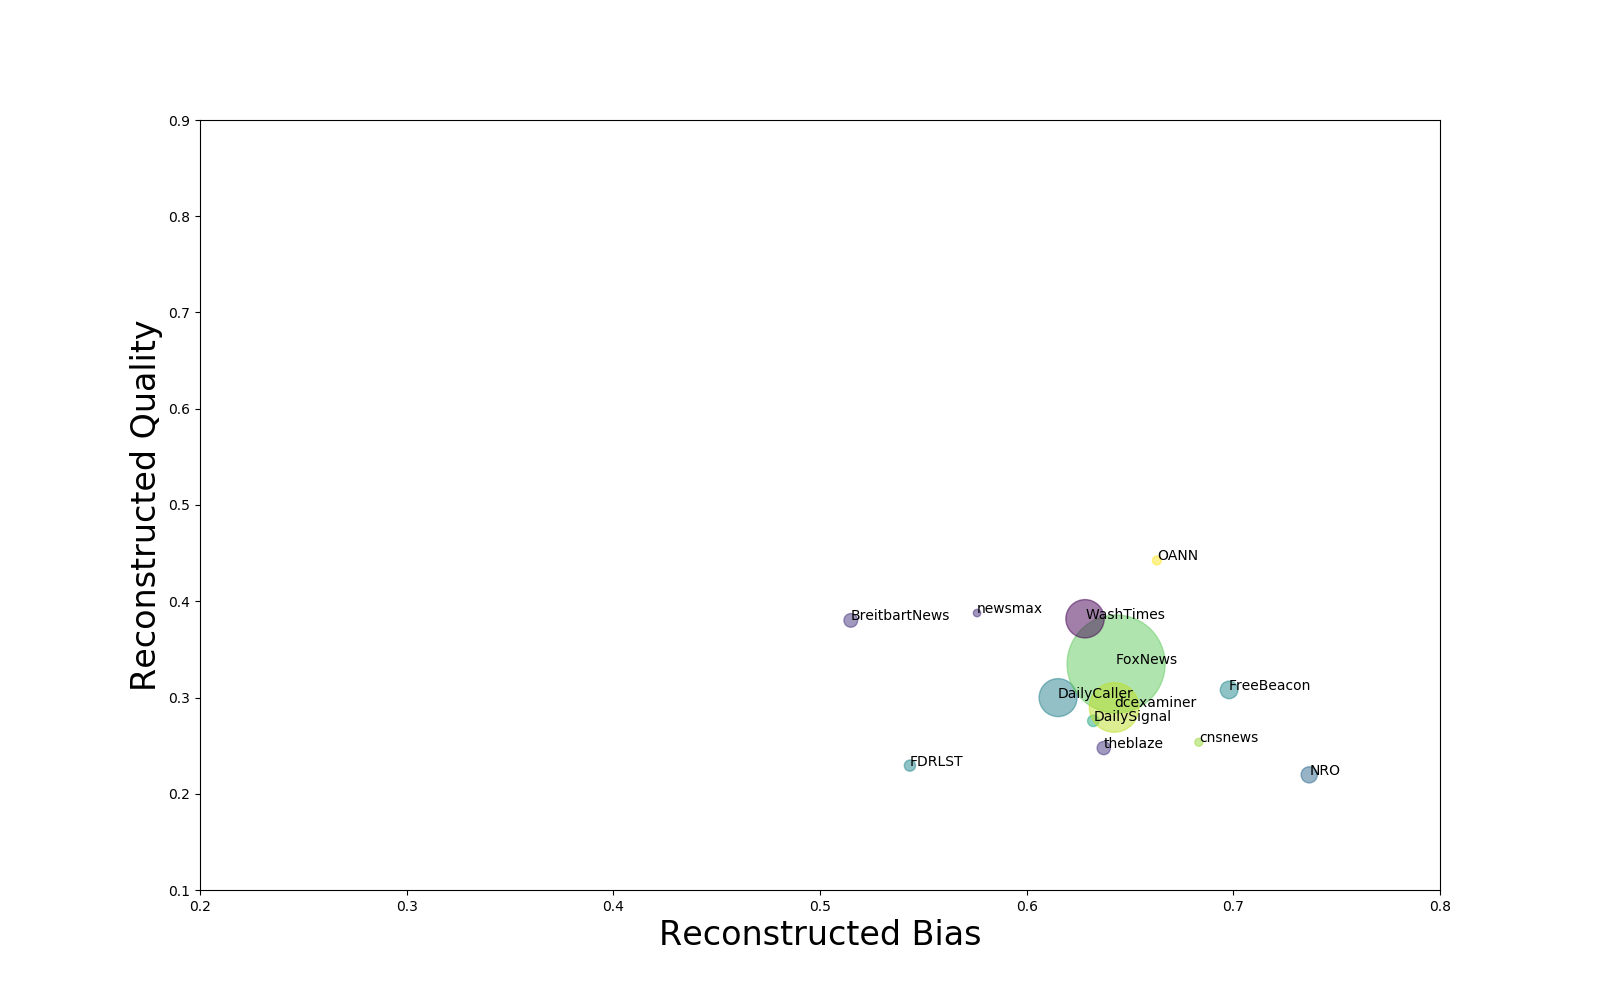 0.9
0.8
0.7
0.6
0.5
0.4
0.3
0.2
0.1
Reconstructed Quality
OANN
newsmax
BreitbartNews
WashTimes
FoxNews
FreeBeacon
DailyCaller
dcexaminer
DailySignal
cnsnews
theblaze
FDRLST
NRO
0.2 0.3 0.4 0.5 0.6 0.7 0.8
Reconstructed Bias